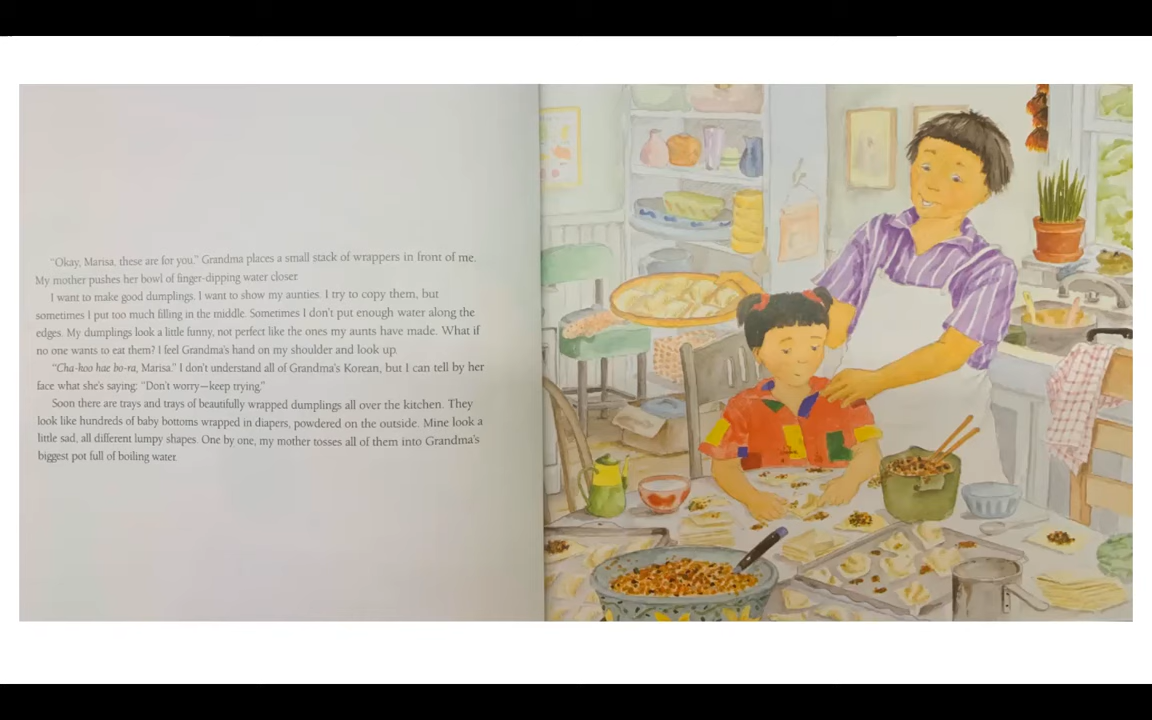 "Okay, Marisa, these are for you." Grandma places a small stack of wrappers in front of me.
My mother pushes her bowl of finger-dipping water closer.
I want to make good dumplings. I want to show my aunties. I try to copy them, but
sometimes I put too much filling in the middle. Sometimes I don't put enough water along the
edges. My dumplings look a little funny, not perfect like the ones my aunts have made. What if
no one wants to eat them? I feel Grandma's hand on my shoulder and look up.
"Cha-koo hae bo-ra, Marisa." I don't understand all of Grandma's Korean, but I can tell by her
face what she's saying: "Don't worry—keep trying."
Soon there are trays and trays of beautifully wrapped dumplings all over the kitchen. They
look like hundreds of baby bottoms wrapped in diapers, powdered on the outside. Mine look a
little sad, all different lumpy shapes. One by one, my mother tosses all of them into Grandma's
biggest pot full of boiling water.